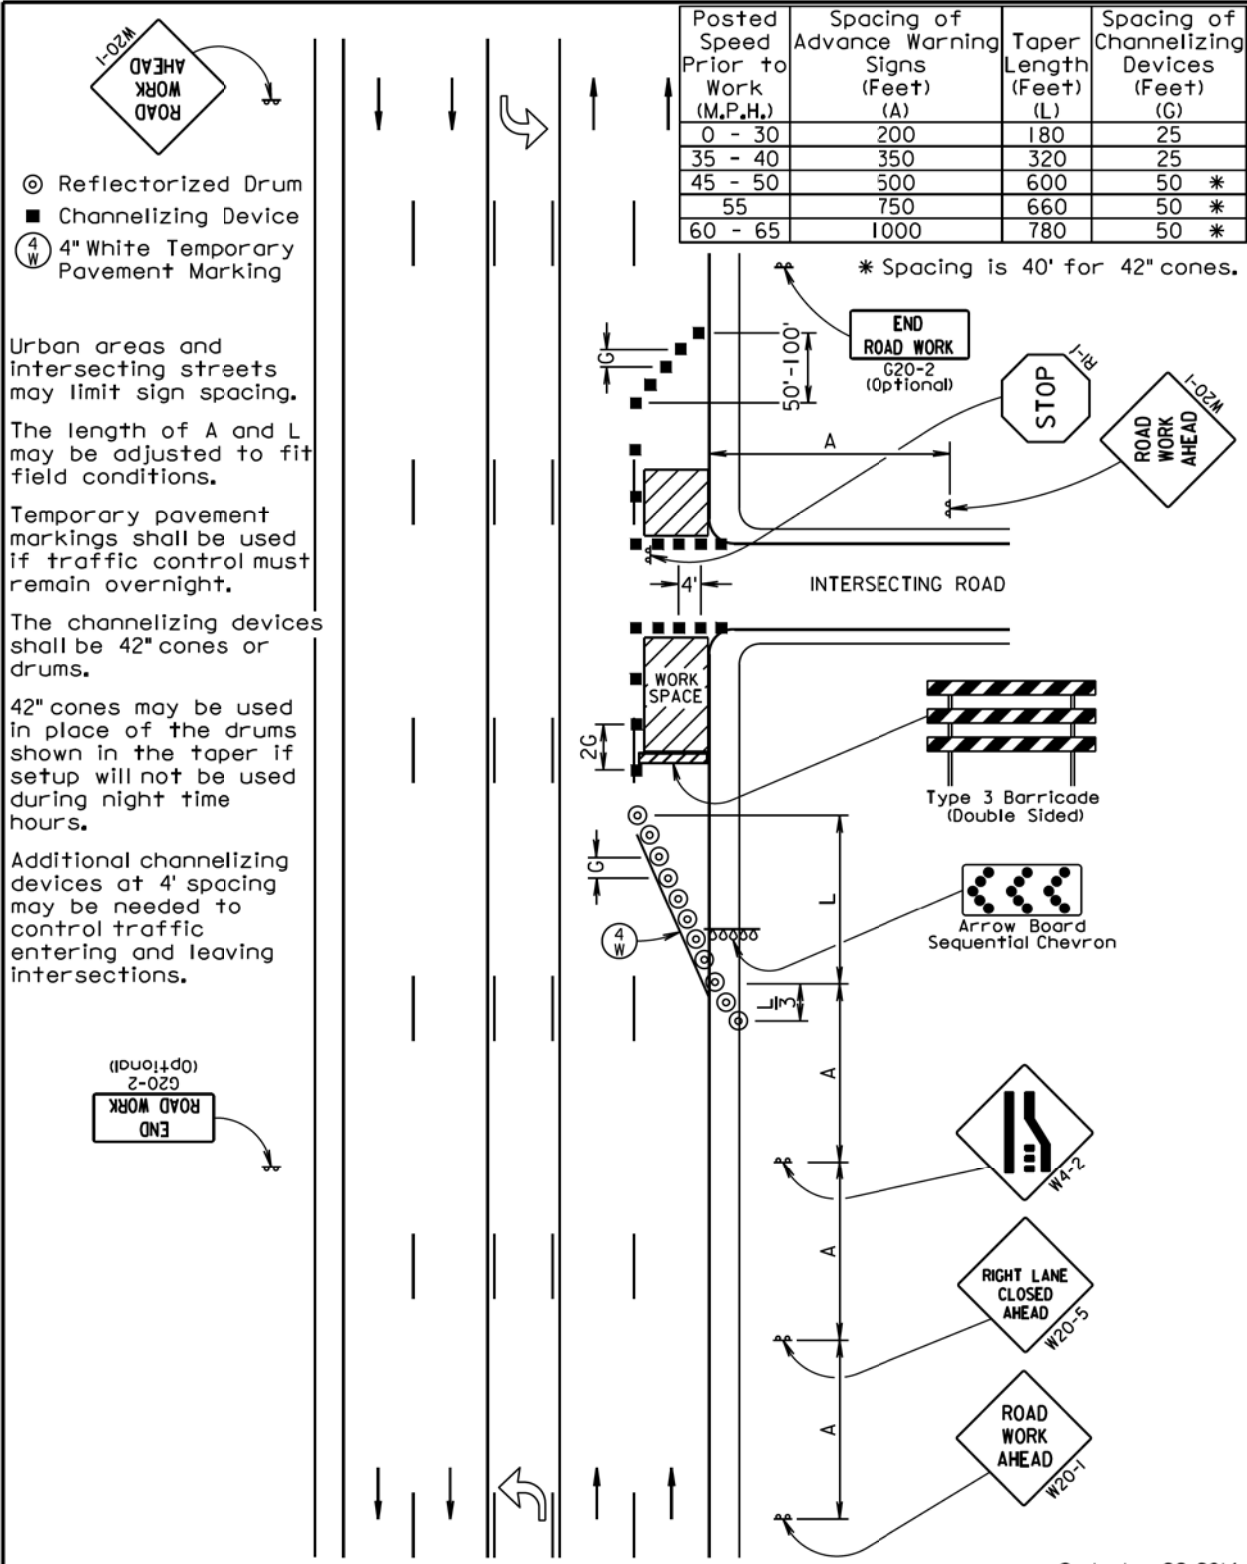 W20-1
ROAD
WORK
AHEAD
Reflectorized Drum
Channelizing Device
4
W
4" White Temporary
Pavement Marking
Urban areas and
intersecting streets
may limit sign spacing.
The length of A and L
may be adjusted to fit
field conditions.
Temporary pavement
markings shall be used
if traffic control must
remain overnight.
The channelizing devices
shall be 42" cones or
drums.
42" cones may be used
in place of the drums
shown in the taper if
setup will not be used
during night time
hours.
Additional channelizing
devices at 4' spacing
may be needed to
control traffic
entering and leaving
intersections.
END
ROAD WORK
G20-2
(Optional)
Posted Speed Prior to Work (M.P.H.) Spacing of Advance Warning Signs (Feet) (A) Taper Length (Feet) (L) Spacing of Channelizing Devices (Feet) (G)
0 - 30 200 180 25
35 - 40 350 320 25
45 - 50 500 600 50 *
55 750 660 50 *
60 - 65 1000 780 50 *
* Spacing is 40' for 42" cones.
END
ROAD WORK
G20-2
(Optional)
G
50'-100'
STOP
R1-1
ROAD
WORK
AHEAD
W20-1
A
4'
INTERSECTING ROAD
WORK
SPACE
2G
Type 3 Barricade
(Double Sided)
G
L
4
W
Arrow Board
Sequential Chevron
L
3
A
W4-2
A
RIGHT LANE
CLOSED
AHEAD
W20-5
A
ROAD
WORK
AHEAD
W20-1